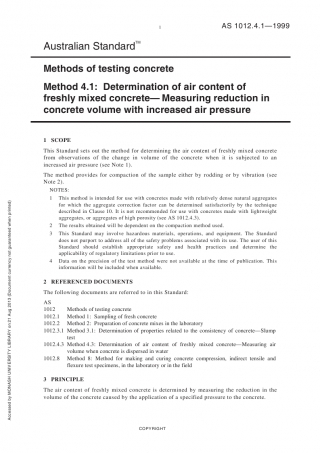 1
AS 1012.4.1—1999
Australian Standard™
Methods of testing concrete
Method 4.1: Determination of air content of
freshly mixed concrete— Measuring reduction in
concrete volume with increased air pressure
1 SCOPE
This Standard sets out the method for determining the air content of freshly mixed concrete
from observations of the change in volume of the concrete when it is subjected to an
increased air pressure (see Note 1).
The method provides for compaction of the sample either by rodding or by vibration (see
Note 2).
NOTES:
1 This method is intended for use with concretes made with relatively dense natural aggregates
for which the aggregate correction factor can be determined satisfactorily by the technique
described in Clause 10. It is not recommended for use with concretes made with lightweight
aggregates, or aggregates of high porosity (see AS 1012.4.3).
2 The results obtained will be dependent on the compaction method used.
3 This Standard may involve hazardous materials, operations, and equipment. The Standard
does not purport to address all of the safety problems associated with its use. The user of this
Standard should establish appropriate safety and health practices and determine the
applicability of regulatory limitations prior to use.
4 Data on the precision of the test method were not available at the time of publication. This
information will be included when available.
2 REFERENCED DOCUMENTS
The following documents are referred to in this Standard:
AS
1012 Methods of testing concrete
1012.1 Method 1: Sampling of fresh concrete
1012.2 Method 2: Preparation of concrete mixes in the laboratory
1012.3.1 Method 3.1: Determination of properties related to the consistency of concrete—Slump
test
1012.4.3 Method 4.3: Determination of air content of freshly mixed concrete—Measuring air
volume when concrete is dispersed in water
1012.8 Method 8: Method for making and curing concrete compression, indirect tensile and
flexure test specimens, in the laboratory or in the field
3 PRINCIPLE
The air content of freshly mixed concrete is determined by measuring the reduction in the
volume of the concrete caused by the application of a specified pressure to the concrete.
COPYRIGHT
Accessed by MONASH UNIVERSITY LIBRARY on 21 Aug 2013 (Document currency not guaranteed when printed)